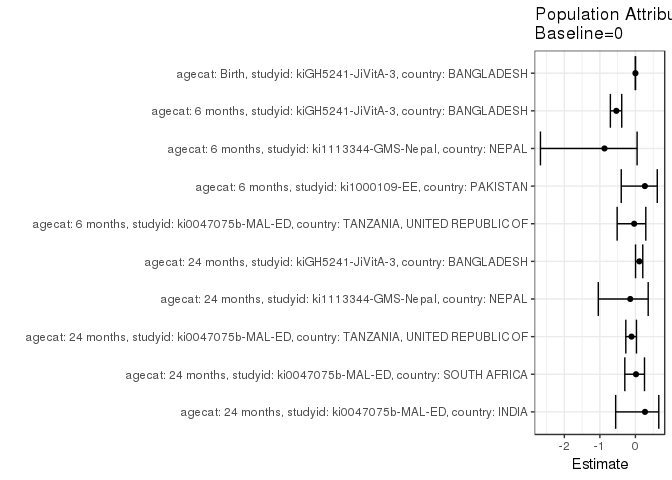 Population Attribu
Baseline=0
agecat: Birth, studyid: kiGH5241-JiVitA-3, country: BANGLADESH
agecat: 6 months, studyid: kiGH5241-JiVitA-3, country: BANGLADESH
agecat: 6 months, studyid: ki1113344-GMS-Nepal, country: NEPAL
agecat: 6 months, studyid: ki1000109-EE, country: PAKISTAN
agecat: 6 months, studyid: ki0047075b-MAL-ED, country: TANZANIA, UNITED REPUBLIC OF
agecat: 24 months, studyid: kiGH5241-JiVitA-3, country: BANGLADESH
agecat: 24 months, studyid: ki1113344-GMS-Nepal, country: NEPAL
agecat: 24 months, studyid: ki0047075b-MAL-ED, country: TANZANIA, UNITED REPUBLIC OF
agecat: 24 months, studyid: ki0047075b-MAL-ED, country: SOUTH AFRICA
agecat: 24 months, studyid: ki0047075b-MAL-ED, country: INDIA
-2 -1 0
Estimate